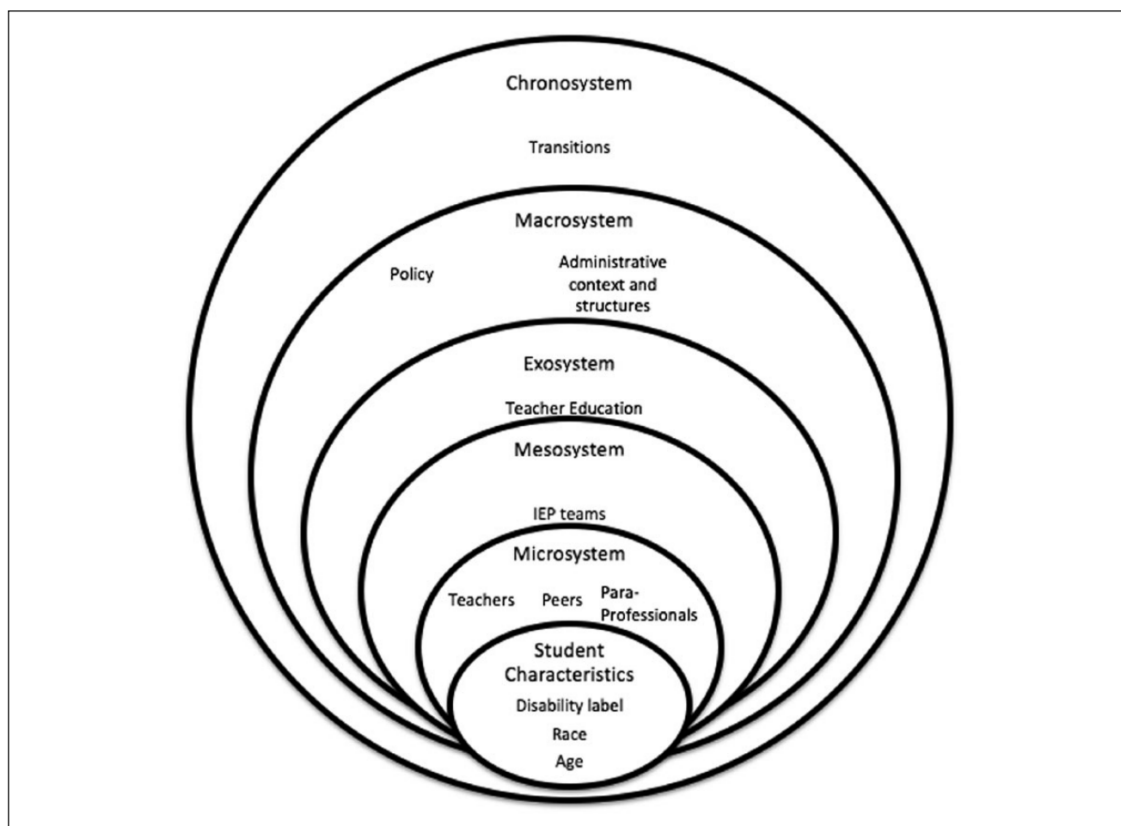 Chronosystem
Transitions
Macrosystem
Policy
Administrative
context and
structures
Exosystem
Teacher Education
Mesosystem
IEP teams
Microsystem
Teachers Peers Para-
Professionals
Student
Characteristics
Disability label
Race
Age